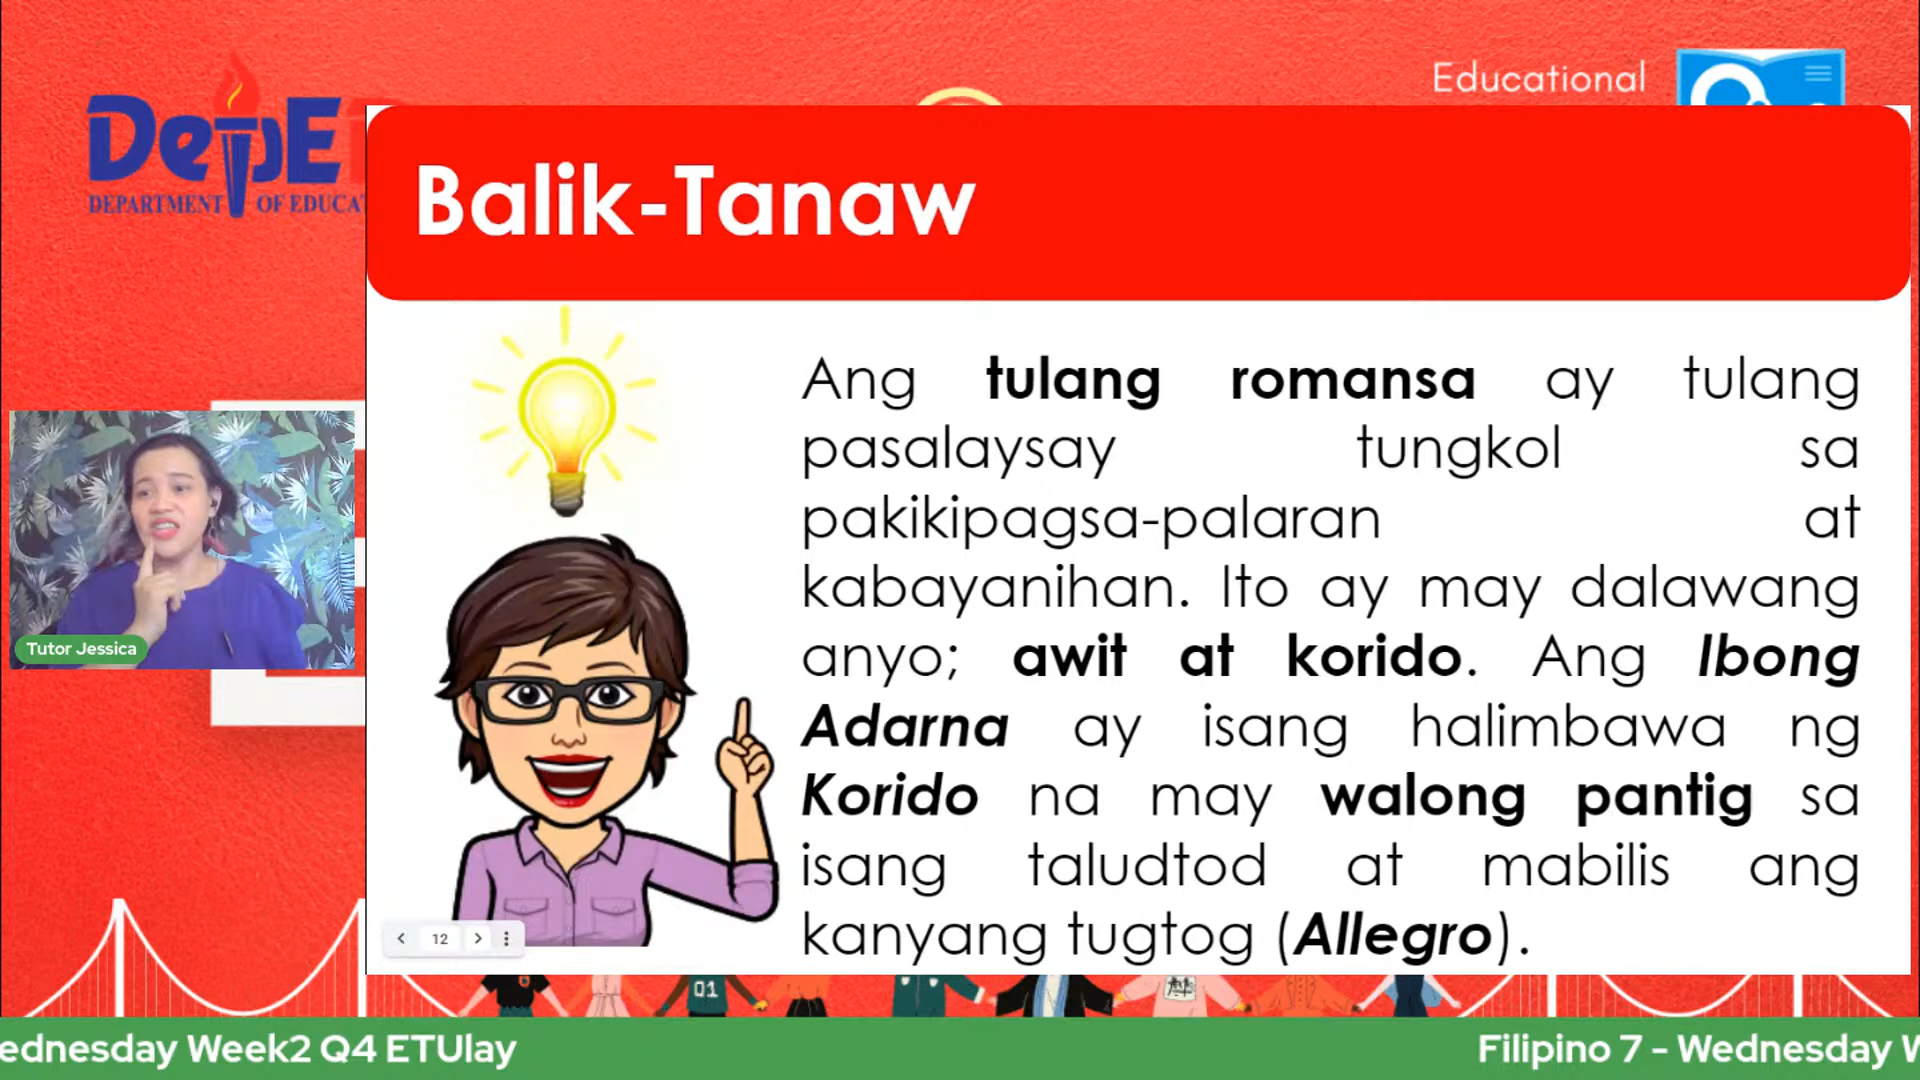 Educational
DepE
DEPARTMENT OF EDUCA
Balik-Tanaw
Ang tulang romansa ay tulang
pasalaysay tungkol sa
pakikipagsa-palaran at
kabayanihan. Ito ay may dalawang
anyo; awit at korido. Ang Ibong
Adarna ay isang halimbawa ng
Korido na may walong pantig sa
isang taludtod at mabilis ang
kanyang tugtog (Allegro).
Tutor Jessica
12
01
ednesday Week2 Q4 ETUlay
Filipino 7 - Wednesday W